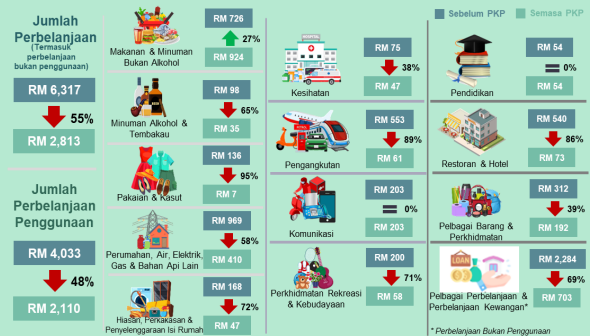 Jumlah
Perbelanjaan
(Termasuk
perbelanjaan
bukan penggunaan)
RM 6,317
55%
RM 2,813
Jumlah
Perbelanjaan
Penggunaan
RM 4,033
48%
RM 2,110
RM 726
27%
RM 924
Makanan & Minuman
Bukan Alkohol
RM 98
65%
RM 35
Minuman Alkohol &
Tembakau
RM 136
95%
RM 7
Pakaian & Kasut
RM 969
58%
RM 410
Perumahan, Air, Elektrik,
Gas & Bahan Api Lain
RM 168
72%
RM 47
Hiasan, Perkakasan &
Penyelenggaraan Isi Rumah
RM 75
38%
RM 47
Kesihatan
RM 553
89%
RM 61
Pengangkutan
RM 203
0%
RM 203
Komunikasi
RM 200
71%
RM 58
Perkhidmatan Rekreasi
& Kebudayaan
Sebelum PKP
Semasa PKP
RM 54
0%
RM 54
Pendidikan
RM 540
86%
RM 73
Restoran & Hotel
RM 312
39%
RM 192
Pelbagai Barang &
Perkhidmatan
LOAN
RM 2,284
69%
RM 703
Pelbagai Perbelanjaan &
Perbelanjaan Kewangan*
* Perbelanjaan Bukan Penggunaan